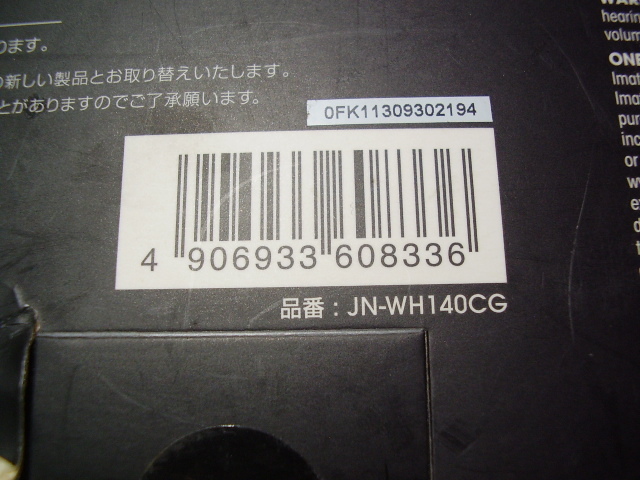 ります。
の新しい製品とお取り替えいたします。
とがありますのでご了承願います。
0FK11309302194
4 906933 608336
品番：JN-WH140CG
hearin
volum
ONE
Imat
Ima
pur
inc
or